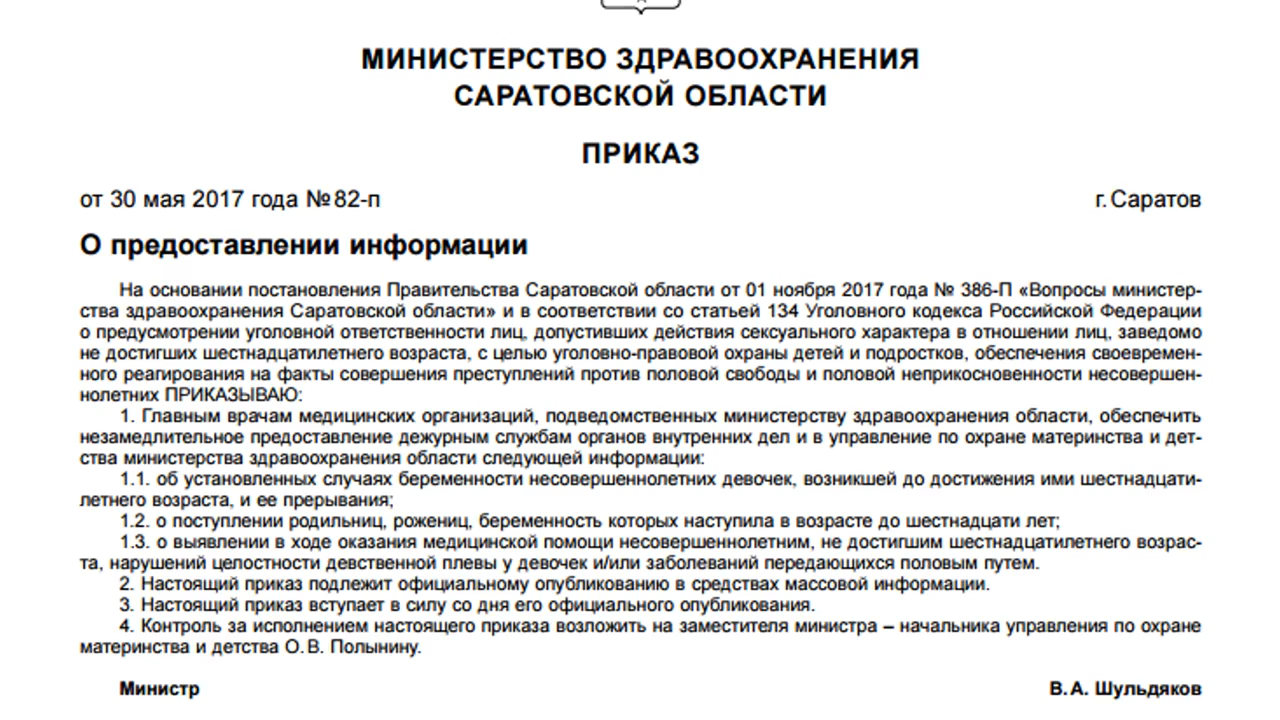 МИНИСТЕРСТВО ЗДРАВООХРАНЕНИЯ
САРАТОВСКОЙ ОБЛАСТИ
ПРИКАЗ
от 30 мая 2017 года № 82-п г. Саратов
О предоставлении информации
На основании постановления Правительства Саратовской области от 01 ноября 2017 года № 386-П «Вопросы министер-
ства здравоохранения Саратовской области» и в соответствии со статьей 134 Уголовного кодекса Российской Федерации
о предусмотрении уголовной ответственности лиц, допустивших действия сексуального характера в отношении лиц, заведомо
не достигших шестнадцатилетнего возраста, с целью уголовно-правовой охраны детей и подростков, обеспечения своевремен-
ного реагирования на факты совершения преступлений против половой свободы и половой неприкосновенности несовершен-
нолетних ПРИКАЗЫВАЮ:
1. Главным врачам медицинских организаций, подведомственных министерству здравоохранения области, обеспечить
незамедлительное предоставление дежурным службам органов внутренних дел и в управление по охране материнства и дет-
ства министерства здравоохранения области следующей информации:
1.1. об установленных случаях беременности несовершеннолетних девочек, возникшей до достижения ими шестнадцати-
летнего возраста, и ее прерывания;
1.2. о поступлении родильниц, рожениц, беременность которых наступила в возрасте до шестнадцати лет;
1.3. о выявлении в ходе оказания медицинской помощи несовершеннолетним, не достигшим шестнадцатилетнего возрас-
та, нарушений целостности девственной плевы у девочек и/или заболеваний передающихся половым путем.
2. Настоящий приказ подлежит официальному опубликованию в средствах массовой информации.
3. Настоящий приказ вступает в силу со дня его официального опубликования.
4. Контроль за исполнением настоящего приказа возложить на заместителя министра – начальника управления по охране
материнства и детства О. В. Полынину.
Министр В. А. Шульдяков